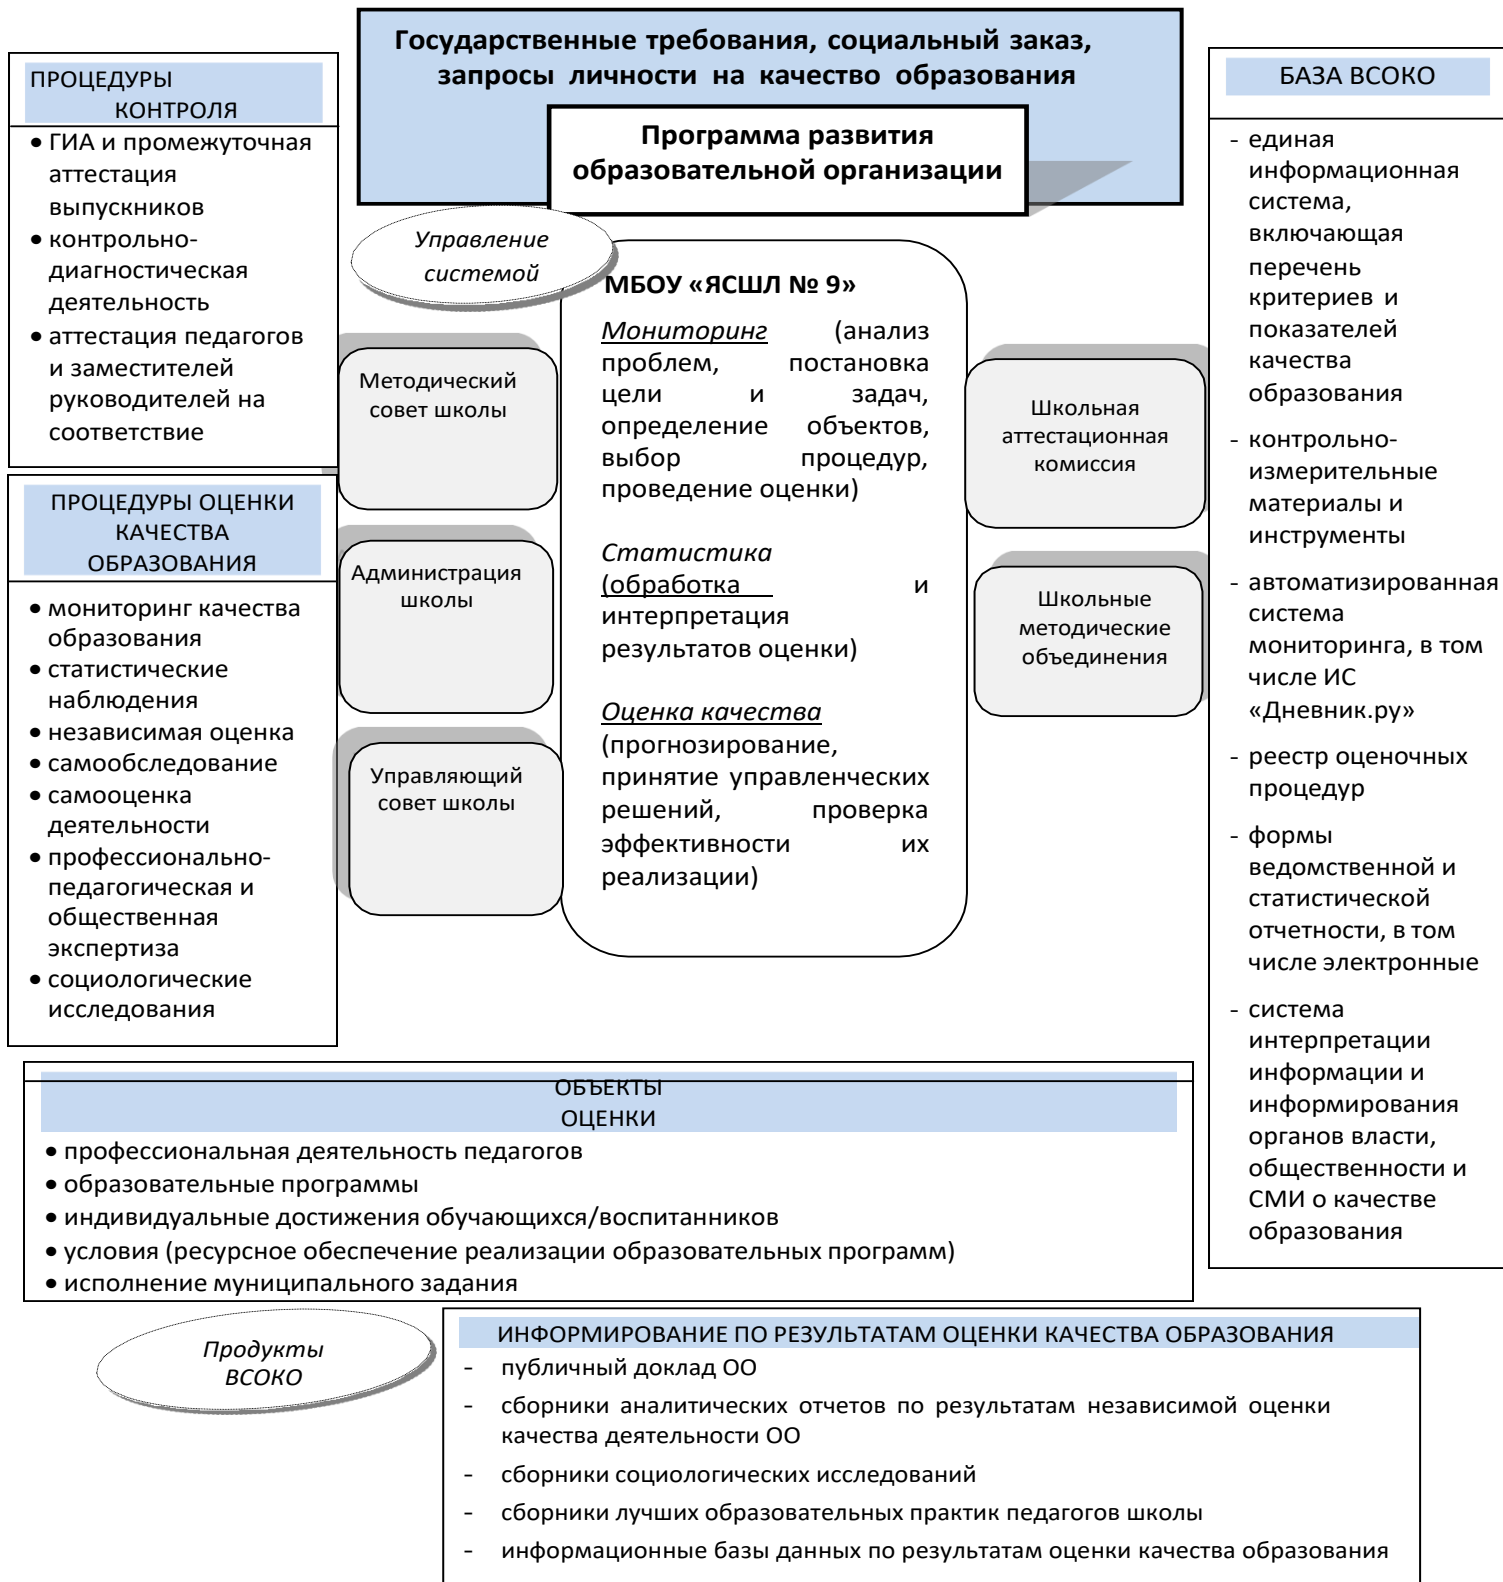 Государственные требования, социальный заказ,
запросы личности на качество образования
Программа развития
образовательной организации
ПРОЦЕДУРЫ
КОНТРОЛЯ
• ГИА и промежуточная
аттестация
выпускников
• контрольно-
диагностическая
деятельность
• аттестация педагогов
и заместителей
руководителей на
соответствие
ПРОЦЕДУРЫ ОЦЕНКИ
КАЧЕСТВА
ОБРАЗОВАНИЯ
• мониторинг качества
образования
• статистические
наблюдения
• независимая оценка
• самообследование
• самооценка
деятельности
• профессионально-
педагогическая и
общественная
экспертиза
• социологические
исследования
Управление
системой
Методический
совет школы
Администрация
школы
Управляющий
совет школы
МБОУ «ЯСШЛ № 9»
Мониторинг (анализ
проблем, постановка
цели и задач,
определение объектов,
выбор процедур,
проведение оценки)
Статистика
(обработка и
интерпретация
результатов оценки)
Оценка качества
(прогнозирование,
принятие управленческих
решений, проверка
эффективности их
реализации)
Школьная
аттестационная
комиссия
Школьные
методические
объединения
БАЗА ВСОКО
- единая
информационная
система,
включающая
перечень
критериев и
показателей
качества
образования
- контрольно-
измерительные
материалы и
инструменты
- автоматизированная
система
мониторинга, в том
числе ИС
«Дневник.ру»
- реестр оценочных
процедур
- формы
ведомственной и
статистической
отчетности, в том
числе электронные
- система
интерпретации
информации и
информирования
органов власти,
общественности и
СМИ о качестве
образования
ОБЪЕКТЫ
ОЦЕНКИ
• профессиональная деятельность педагогов
• образовательные программы
• индивидуальные достижения обучающихся/воспитанников
• условия (ресурсное обеспечение реализации образовательных программ)
• исполнение муниципального задания
Продукты
ВСОКО
ИНФОРМИРОВАНИЕ ПО РЕЗУЛЬТАТАМ ОЦЕНКИ КАЧЕСТВА ОБРАЗОВАНИЯ
- публичный доклад ОО
- сборники аналитических отчетов по результатам независимой оценки
качества деятельности ОО
- сборники социологических исследований
- сборники лучших образовательных практик педагогов школы
- информационные базы данных по результатам оценки качества образования